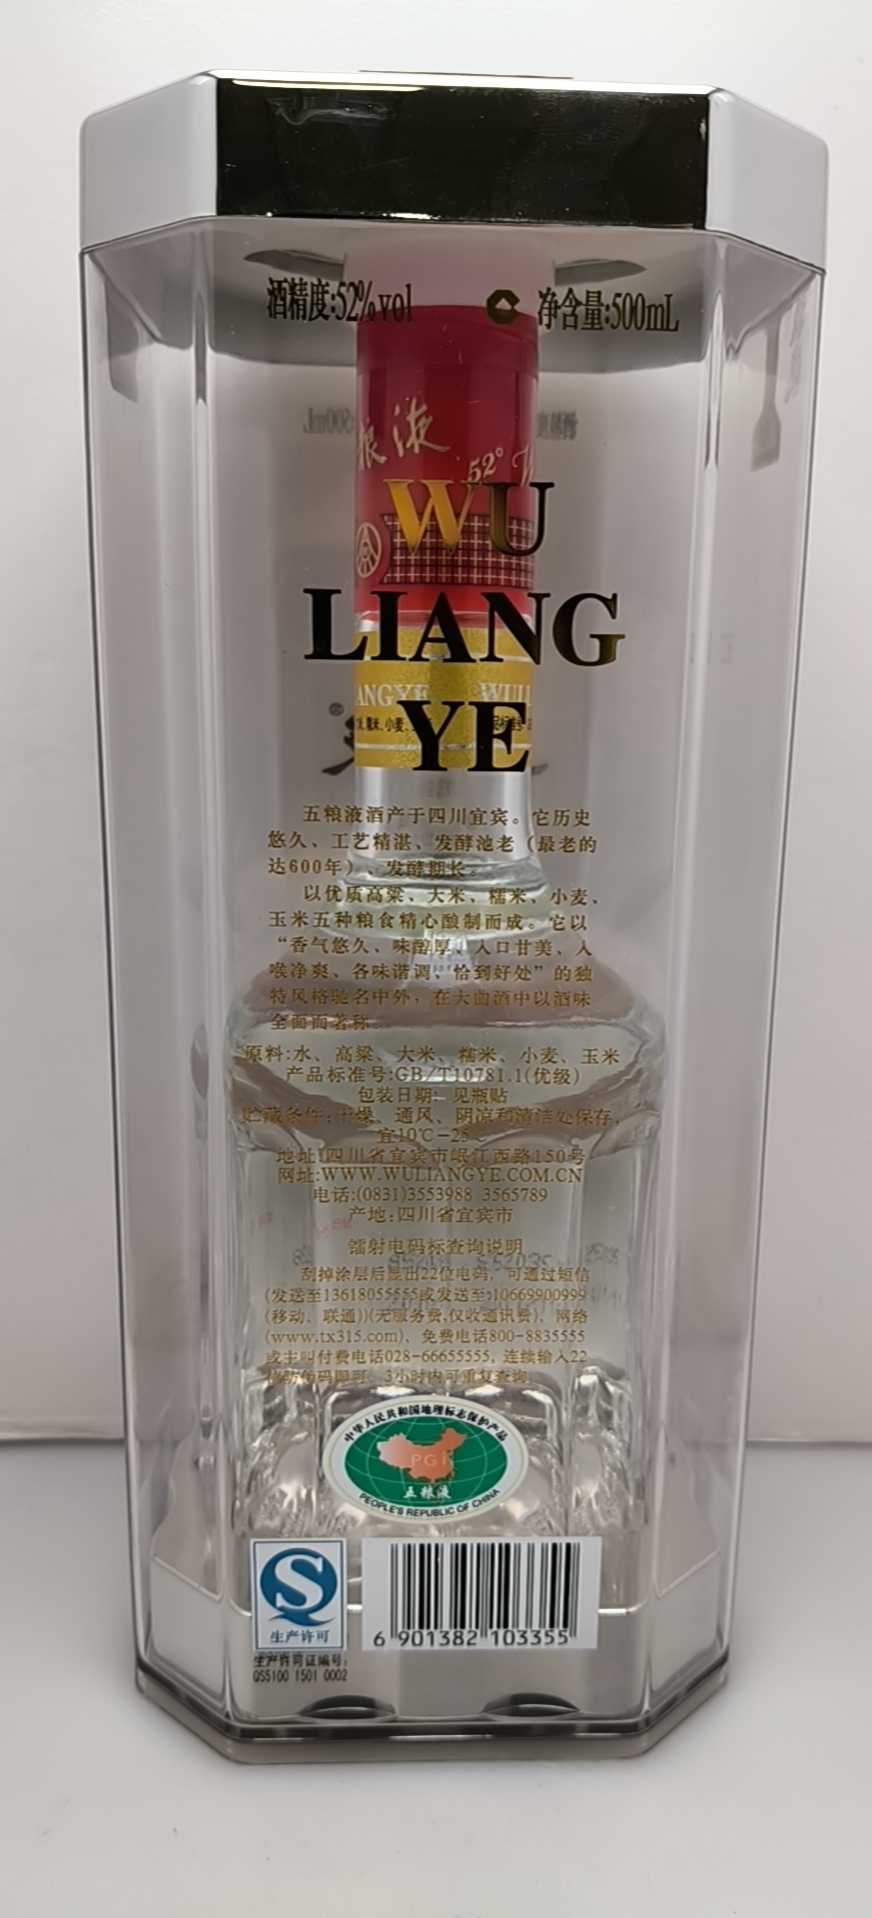 酒精度:52%vol
净含量:500mL
粮液
52°
WU
LIANG
YE
ANGYE WULI
五粮液酒产于四川宜宾。它历史
悠久、工艺精湛、发酵池老（最老的
达600年）、发酵期长。
以优质高粱、大米、糯米、小麦、
玉米五种粮食精心酿制而成。它以
“香气悠久、味醇厚、入口甘美、入
喉净爽、各味谐调、恰到好处”的独
特风格驰名中外，在大曲酒中以酒味
全面而著称。
原料:水、高粱、大米、糯米、小麦、玉米
产品标准号:GB/T10781.1(优级)
包装日期: 见瓶贴
贮藏条件:干燥、通风、阴凉和清洁处保存，
宜10℃-25℃
地址:四川省宜宾市岷江西路150号
网址:WWW.WULIANGYE.COM.CN
电话:(0831)3553988 3565789
产地:四川省宜宾市
镭射电码标查询说明
刮掉涂层后显出22位电码，可通过短信
(发送至13618055555或发送至:10669900999
(移动、联通))(无服务费,仅收通讯费)、网络
(www.tx315.com)、免费电话800-8835555
或主叫付费电话028-66655555, 连续输入22
位防伪码即可。3小时内可重复查询。
中华人民共和国地理标志保护产品
PGI
五粮液
PEOPLE'S REPUBLIC OF CHINA
生产许可
生产许可证编号:
QS5100 1501 0002
6 901382 103355